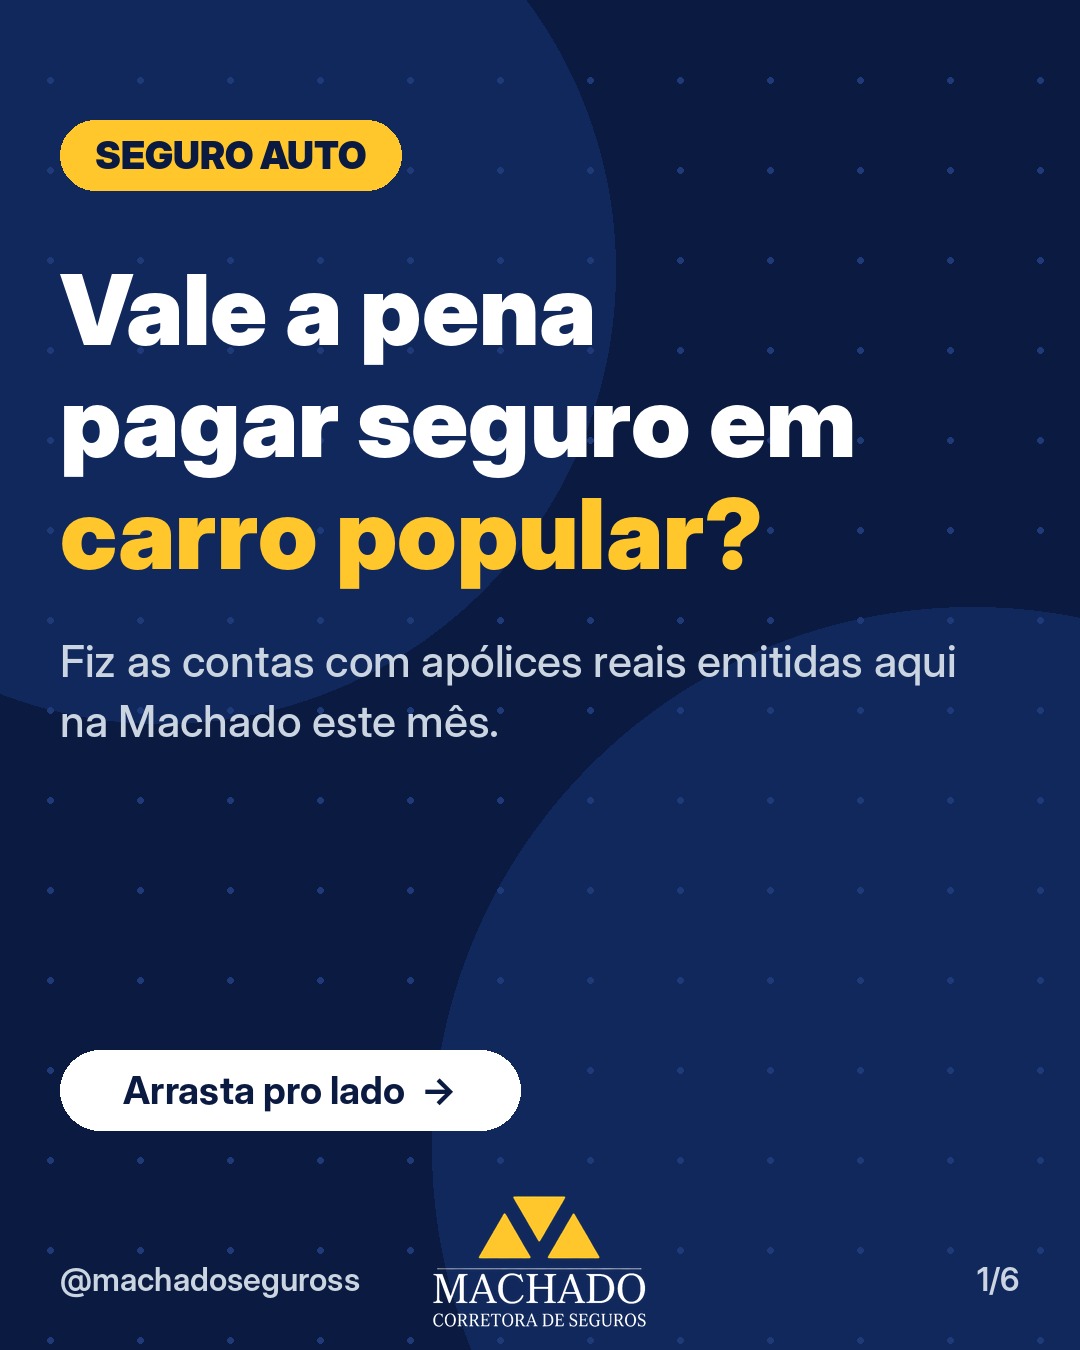 SEGURO AUTO
Vale a pena
pagar seguro em
carro popular?
Fiz as contas com apólices reais emitidas aqui
na Machado este mês.
Arrasta pro lado →
@machadoseguross
MACHADO
CORRETORA DE SEGUROS
1/6